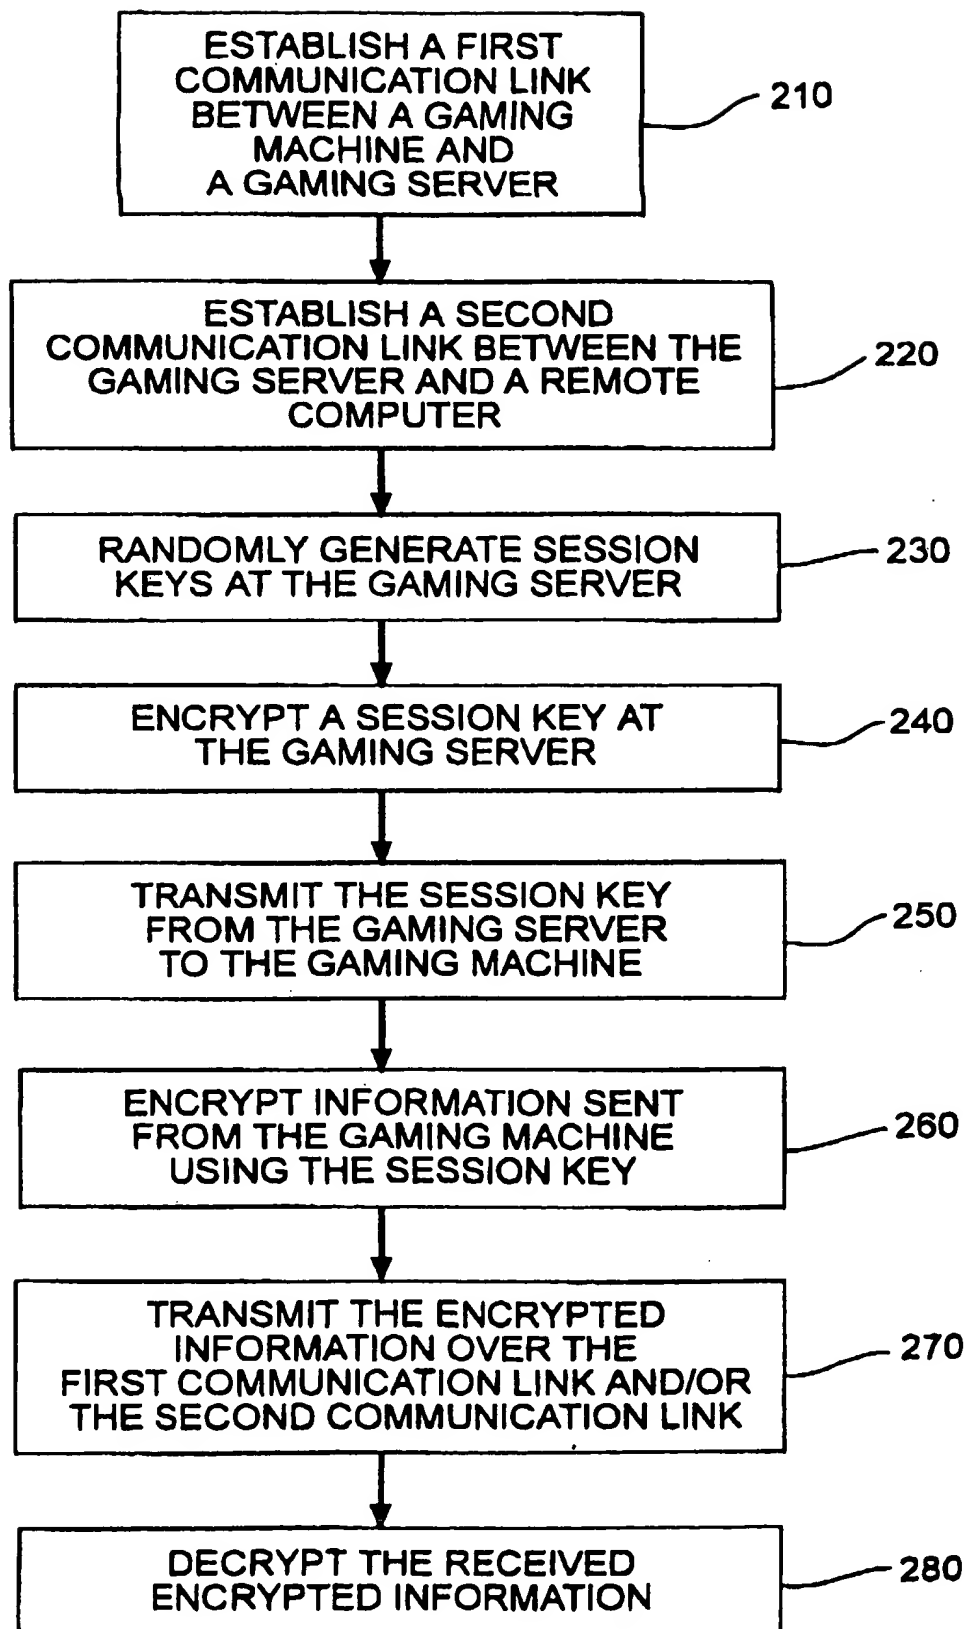 ESTABLISH A FIRST
COMMUNICATION LINK
BETWEEN A GAMING
MACHINE AND
A GAMING SERVER
210
ESTABLISH A SECOND
COMMUNICATION LINK BETWEEN THE
GAMING SERVER AND A REMOTE
COMPUTER
220
RANDOMLY GENERATE SESSION
KEYS AT THE GAMING SERVER
230
ENCRYPT A SESSION KEY AT
THE GAMING SERVER
240
TRANSMIT THE SESSION KEY
FROM THE GAMING SERVER
TO THE GAMING MACHINE
250
ENCRYPT INFORMATION SENT
FROM THE GAMING MACHINE
USING THE SESSION KEY
260
TRANSMIT THE ENCRYPTED
INFORMATION OVER THE
FIRST COMMUNICATION LINK AND/OR
THE SECOND COMMUNICATION LINK
270
DECRYPT THE RECEIVED
ENCRYPTED INFORMATION
280